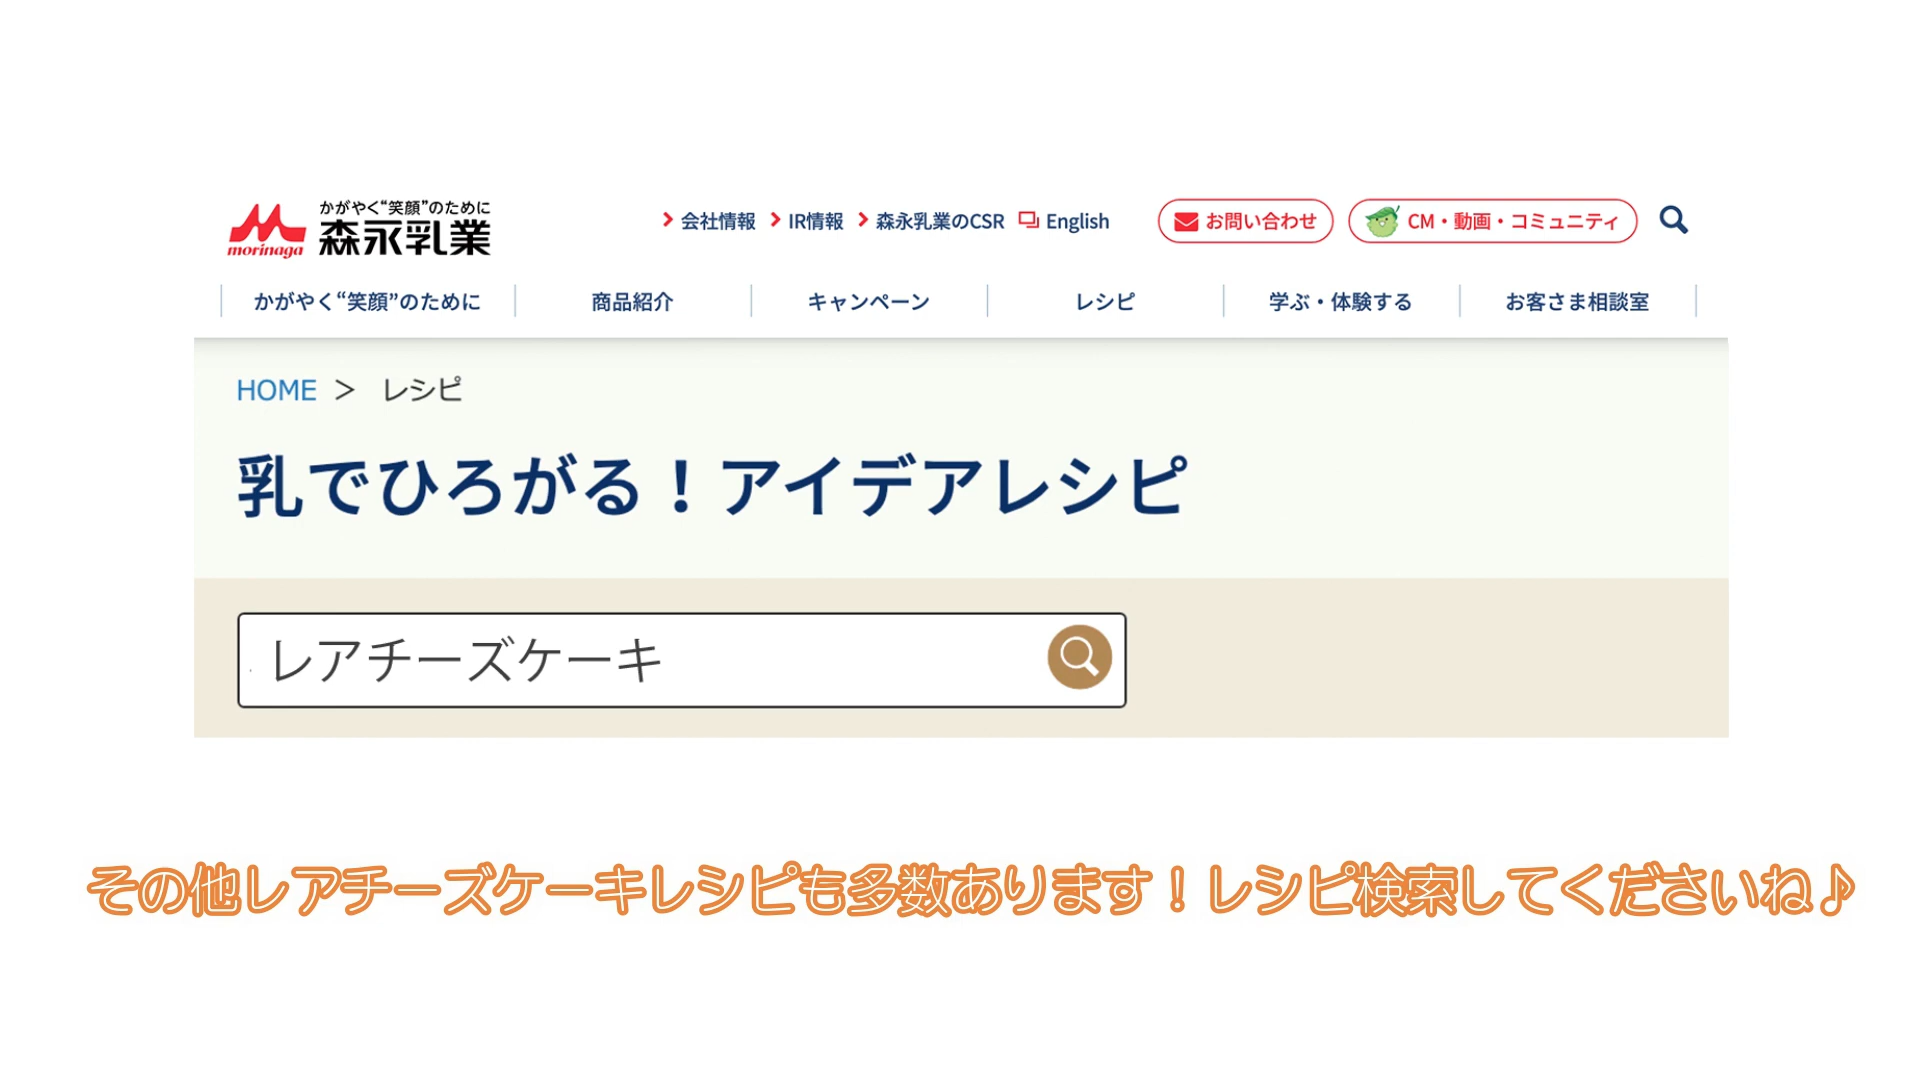 かがやく“笑顔”のために
morinaga 森永乳業
会社情報 IR情報 森永乳業のCSR English お問い合わせ CM・動画・コミュニティ
かがやく“笑顔”のために 商品紹介 キャンペーン レシピ 学ぶ・体験する お客さま相談室
HOME > レシピ
乳でひろがる！アイデアレシピ
レアチーズケーキ
その他レアチーズケーキレシピも多数あります！レシピ検索してくださいね♪